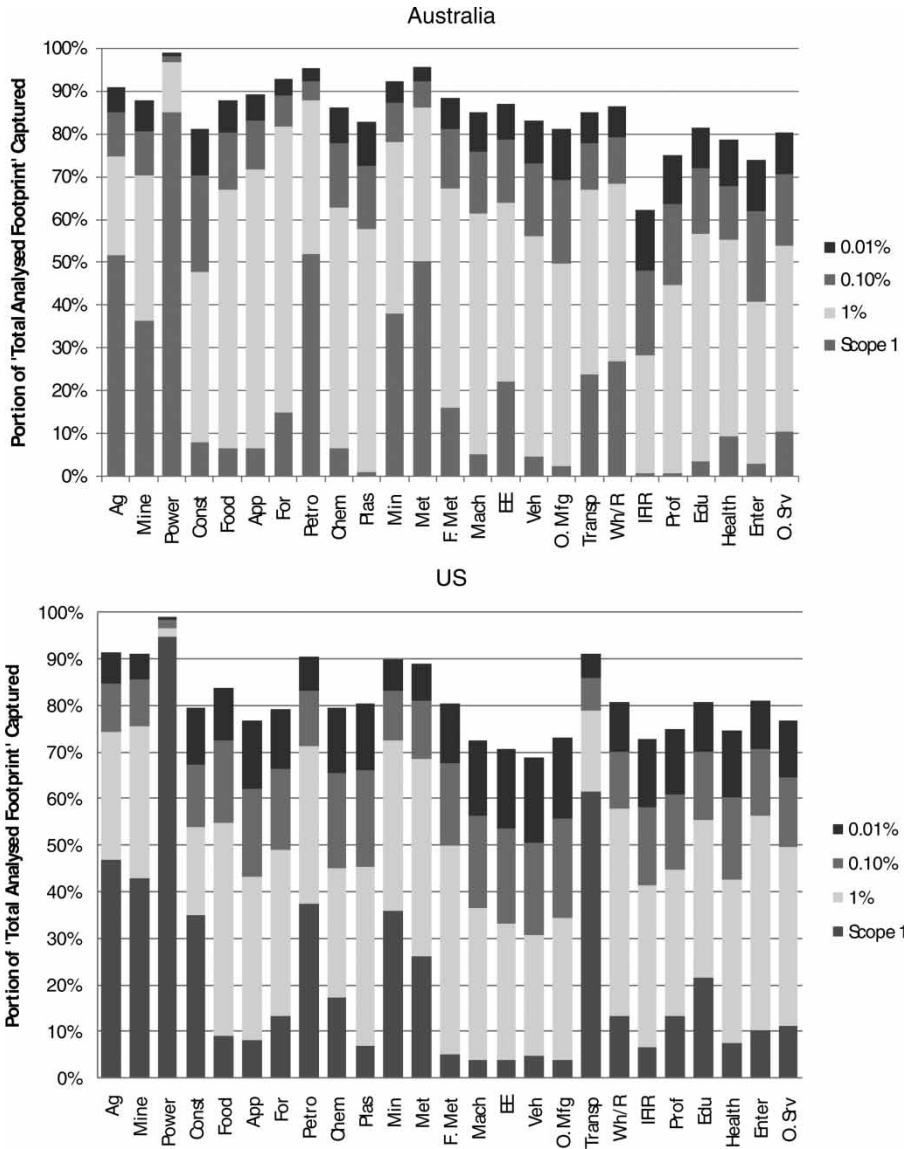 Australia
Portion of 'Total Analysed Footprint' Captured
100%
90%
80%
70%
60%
50%
40%
30%
20%
10%
0%
Ag
Mine
Power
Const
Food
App
For
Petro
Chem
Plas
Min
Met
F. Met
Mach
EE
Veh
O. Mfg
Transp
Wh/R
IRR
Prof
Edu
Health
Enter
O. Srv
0.01%
0.10%
1%
Scope 1
US
Portion of 'Total Analysed Footprint' Captured
100%
90%
80%
70%
60%
50%
40%
30%
20%
10%
0%
Ag
Mine
Power
Const
Food
App
For
Petro
Chem
Plas
Min
Met
F. Met
Mach
EE
Veh
O. Mfg
Transp
Wh/R
IRR
Prof
Edu
Health
Enter
O. Srv
0.01%
0.10%
1%
Scope 1